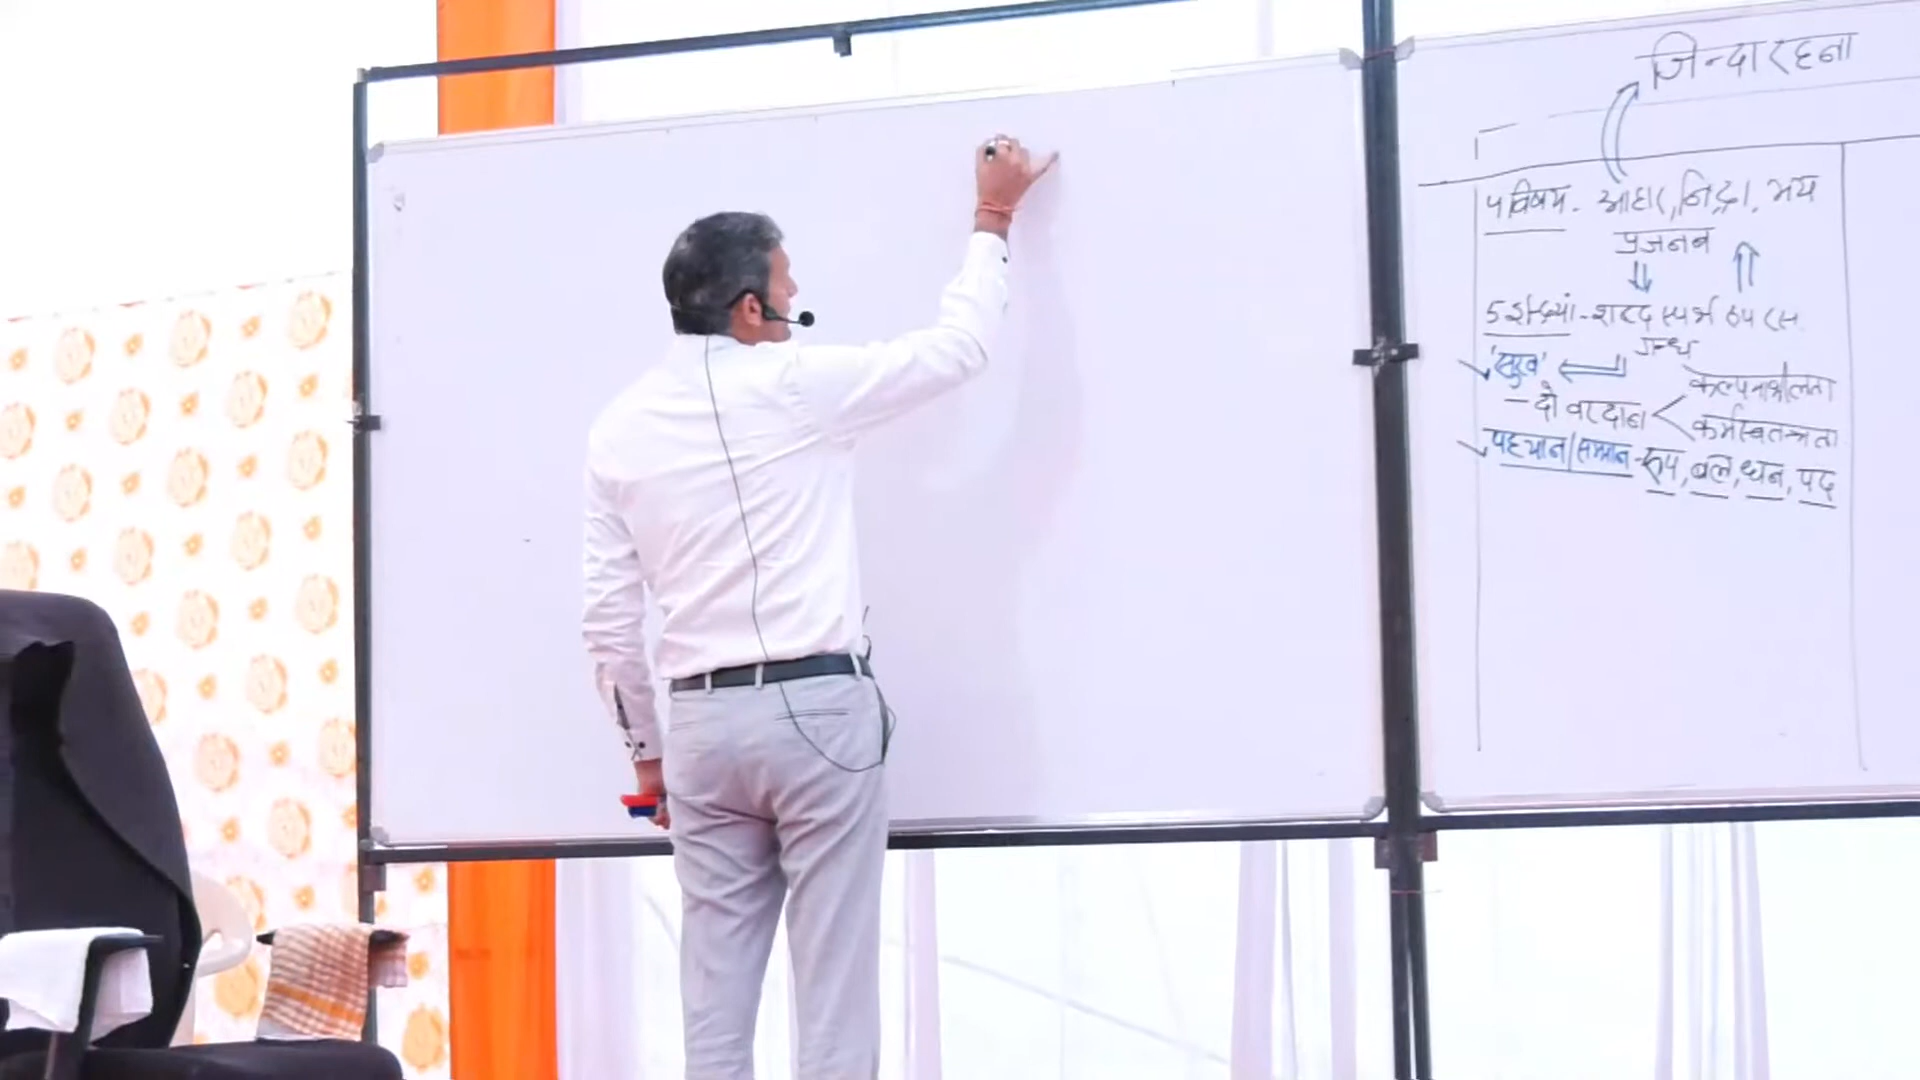 जिन्दा रहना
५ विषय - आहार, निद्रा, भय
प्रजनन
5 इन्द्रियां - शब्द स्पर्श रूप रस
गन्ध
'सुख'
कल्पनाशीलता
- दो वरदान
कर्मस्वतन्त्रता
पहचान/सम्मान - रूप, बल, धन, पद